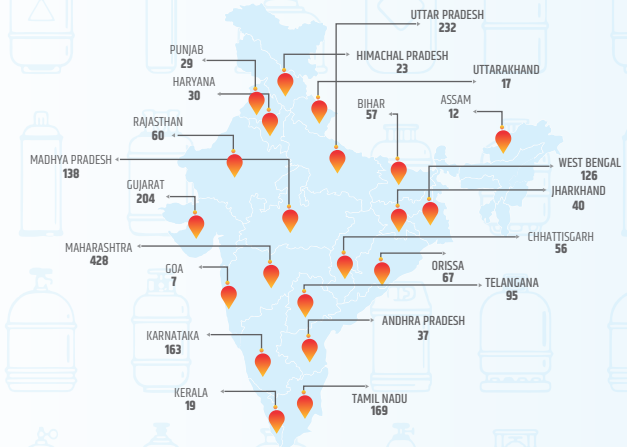 UTTAR PRADESH
232
PUNJAB
29
HIMACHAL PRADESH
23
HARYANA
30
UTTARAKHAND
17
BIHAR
57
ASSAM
12
RAJASTHAN
60
MADHYA PRADESH
138
WEST BENGAL
126
GUJARAT
204
JHARKHAND
40
MAHARASHTRA
428
CHHATTISGARH
56
GOA
7
ORISSA
67
TELANGANA
95
ANDHRA PRADESH
37
KARNATAKA
163
KERALA
19
TAMIL NADU
169